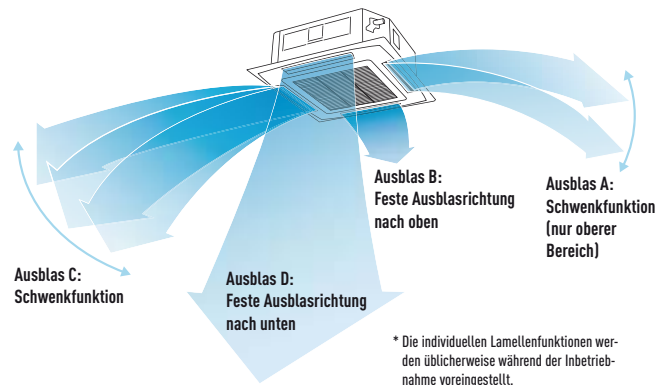 Ausblas B:
Feste Ausblasrichtung
nach oben
Ausblas A:
Schwenkfunktion
(nur oberer
Bereich)
Ausblas C:
Schwenkfunktion
Ausblas D:
Feste Ausblasrichtung
nach unten
* Die individuellen Lamellenfunktionen wer-
den üblicherweise während der Inbetrieb-
nahme voreingestellt.